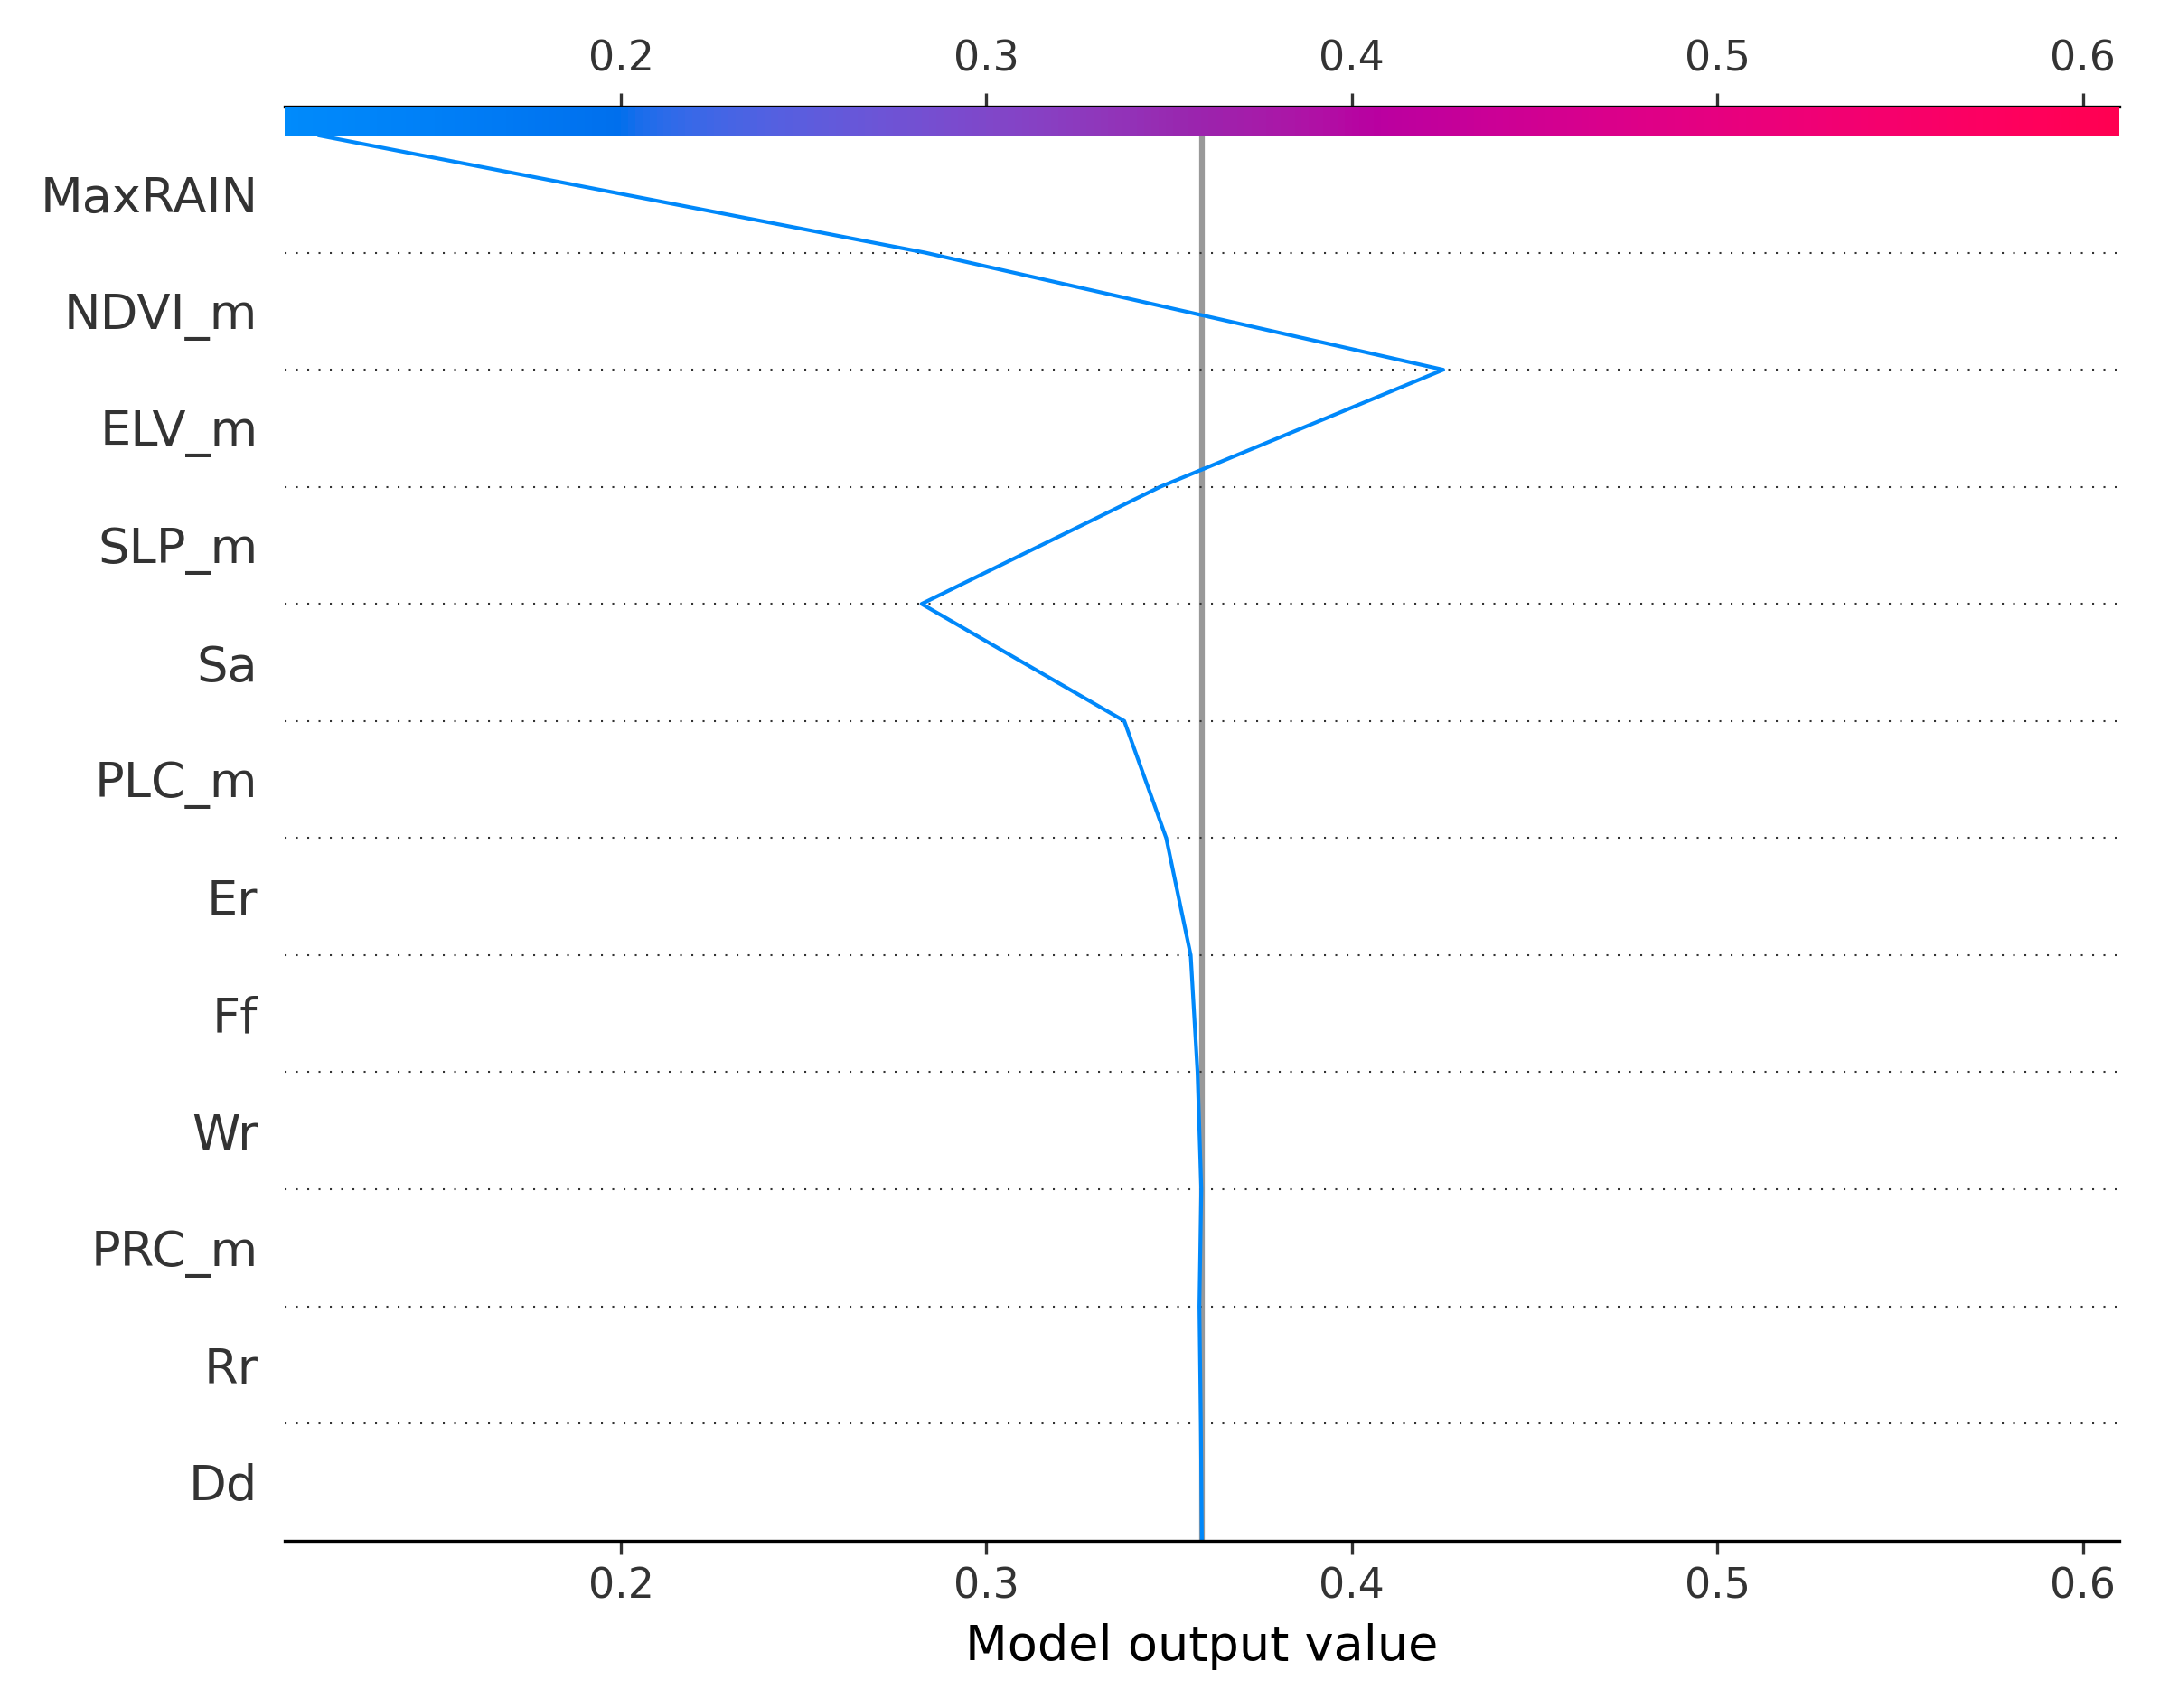 0.2 0.3 0.4 0.5 0.6
MaxRAIN
NDVI_m
ELV_m
SLP_m
Sa
PLC_m
Er
Ff
Wr
PRC_m
Rr
Dd
0.2 0.3 0.4 0.5 0.6
Model output value